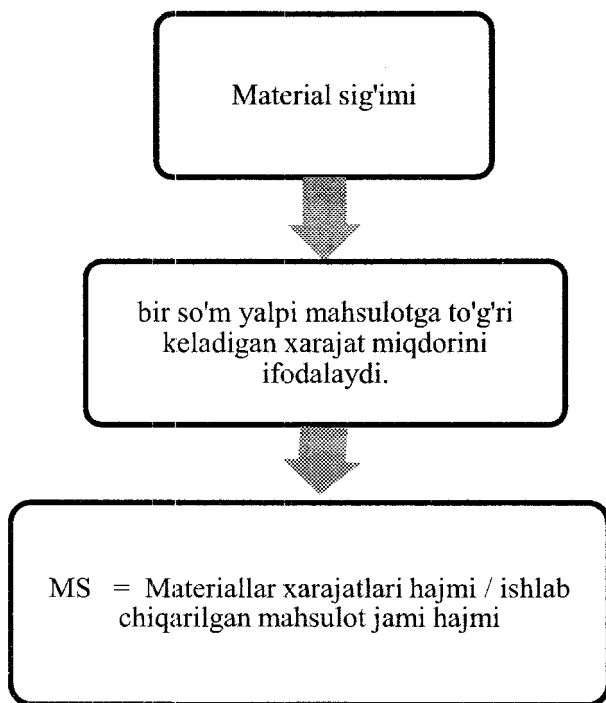 Material sig'imi
bir so'm yalpi mahsulotga to'g'ri
keladigan xarajat miqdorini
ifodalaydi.
MS = Materiallar xarajatlari hajmi / ishlab
chiqarilgan mahsulot jami hajmi